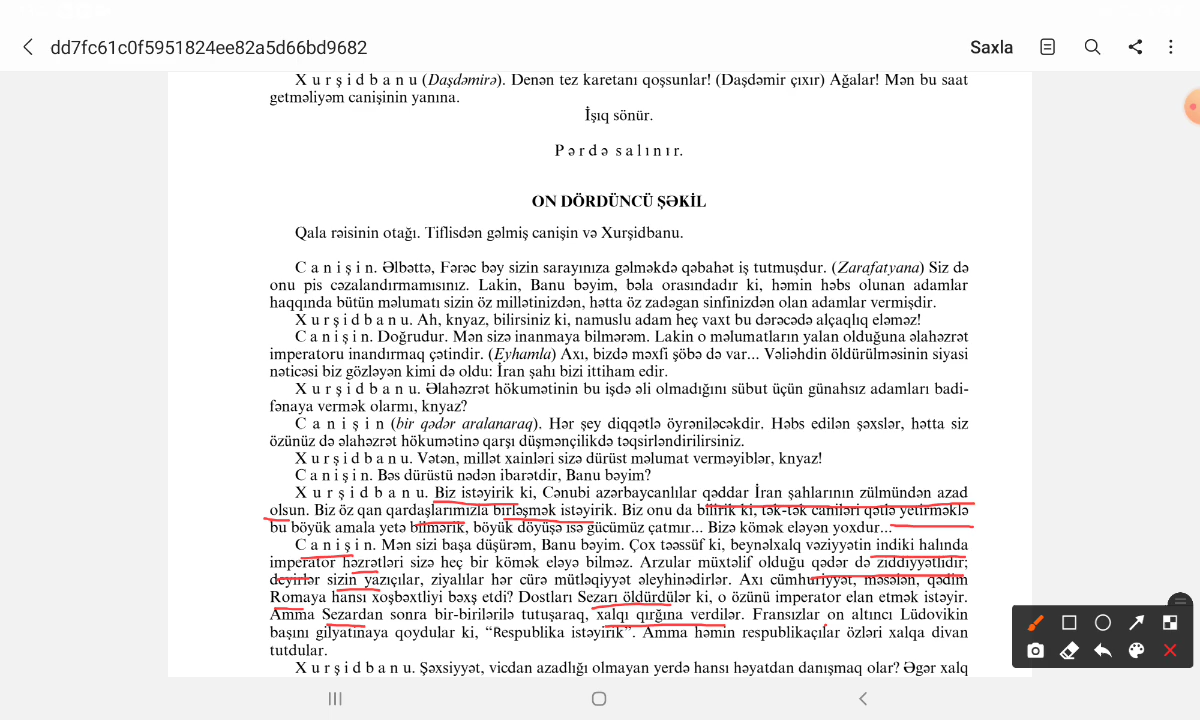 dd7fc61c0f5951824ee82a5d66bd9682
Saxla
X u r ş i d b a n u (Daşdəmirə). Denən tez karetanı qoşsunlar! (Daşdəmir çıxır) Ağalar! Mən bu saat
getməliyəm canişinin yanına.
İşıq sönür.
P ə r d ə s a l ı n ı r.
ON DÖRDÜNCÜ ŞƏKİL
Qala rəisinin otağı. Tiflisdən gəlmiş canişin və Xurşidbanu.
C a n i ş i n. Əlbəttə, Fərəc bəy sizin sarayınıza gəlməkdə qəbahət iş tutmuşdur. (Zarafatyana) Siz də
onu pis cəzalandırmamısınız. Lakin, Banu bəyim, bəla orasındadır ki, həmin həbs olunan adamlar
haqqında bütün məlumatı sizin öz millətinizdən, hətta öz zadəgan sinfinizdən olan adamlar vermişdir.
X u r ş i d b a n u. Ah, knyaz, bilirsiniz ki, namuslu adam heç vaxt bu dərəcədə alçaqlıq eləməz!
C a n i ş i n. Doğrudur. Mən sizə inanmaya bilmərəm. Lakin o məlumatların yalan olduğuna əlahəzrət
imperatoru inandırmaq çətindir. (Eyhamla) Axı, bizdə məxfi şöbə də var... Vəliəhdin öldürülməsinin siyasi
nəticəsi biz gözləyən kimi də oldu: İran şahı bizi ittiham edir.
X u r ş i d b a n u. Əlahəzrət hökumətinin bu işdə əli olmadığını sübut üçün günahsız adamları badi-
fənaya vermək olarmı, knyaz?
C a n i ş i n (bir qədər aralanaraq). Hər şey diqqətlə öyrəniləcəkdir. Həbs edilən şəxslər, hətta siz
özünüz də əlahəzrət hökumətinə qarşı düşmənçilikdə təqsirləndirilirsiniz.
X u r ş i d b a n u. Vətən, millət xainləri sizə dürüst məlumat verməyiblər, knyaz!
C a n i ş i n. Bəs dürüstü nədən ibarətdir, Banu bəyim?
X u r ş i d b a n u. Biz istəyirik ki, Cənubi azərbaycanlılar qəddar İran şahlarının zülmündən azad
olsun. Biz öz qan qardaşlarımızla birləşmək istəyirik. Biz onu da bilirik ki, tək-tək caniləri qətlə yetirməklə
bu böyük amala yetə bilmərik, böyük döyüşə isə gücümüz çatmır... Bizə kömək eləyən yoxdur...
C a n i ş i n. Mən sizi başa düşürəm, Banu bəyim. Çox təəssüf ki, beynəlxalq vəziyyətin indiki halında
imperator həzrətləri sizə heç bir kömək eləyə bilməz. Arzular müxtəlif olduğu qədər də ziddiyyətlidir;
deyirlər sizin yazıçılar, ziyalılar hər cürə mütləqiyyət əleyhinədirlər. Axı cümhuriyyət, məsələn, qədim
Romaya hansı xoşbəxtliyi bəxş etdi? Dostları Sezarı öldürdülər ki, o özünü imperator elan etmək istəyir.
Amma Sezardan sonra bir-birilərilə tutuşaraq, xalqı qırğına verdilər. Fransızlar on altıncı Lüdovikin
başını gilyatinaya qoydular ki, “Respublika istəyirik”. Amma həmin respublikaçılar özləri xalqa divan
tutdular.
X u r ş i d b a n u. Şəxsiyyət, vicdan azadlığı olmayan yerdə hansı həyatdan danışmaq olar? Əgər xalq